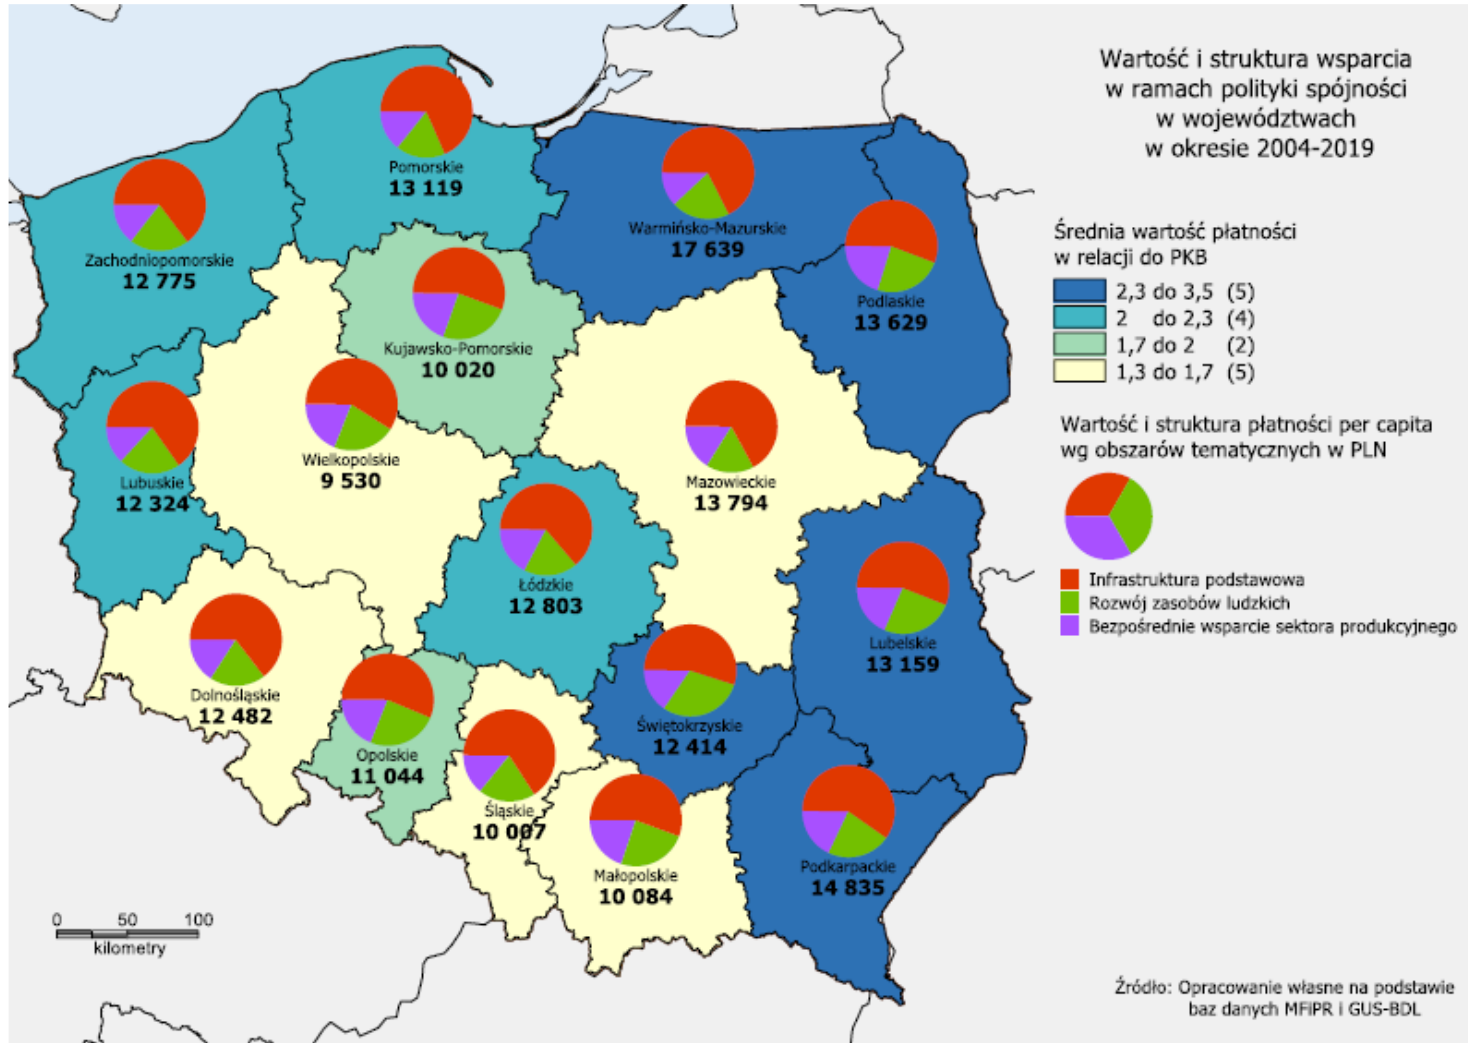 Wartość i struktura wsparcia
w ramach polityki spójności
w województwach
w okresie 2004-2019
Średnia wartość płatności
w relacji do PKB
2,3 do 3,5 (5)
2 do 2,3 (4)
1,7 do 2 (2)
1,3 do 1,7 (5)
Wartość i struktura płatności per capita
wg obszarów tematycznych w PLN
Infrastruktura podstawowa
Rozwój zasobów ludzkich
Bezpośrednie wsparcie sektora produkcyjnego
Pomorskie
13 119
Warmińsko-Mazurskie
17 639
Zachodniopomorskie
12 775
Podlaskie
13 629
Kujawsko-Pomorskie
10 020
Wielkopolskie
9 530
Mazowieckie
13 794
Lubuskie
12 324
Łódzkie
12 803
Lubelskie
13 159
Dolnośląskie
12 482
Świętokrzyskie
12 414
Opolskie
11 044
Śląskie
10 007
Małopolskie
10 084
Podkarpackie
14 835
0 50 100
kilometry
Źródło: Opracowanie własne na podstawie
baz danych MFiPR i GUS-BDL